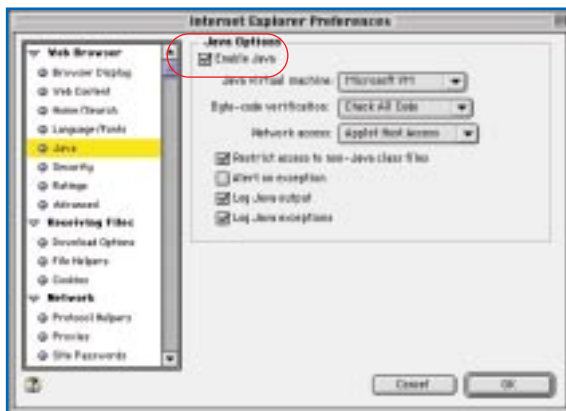 Internet Explorer Preferences
Web Browser
Browser Display
Web Content
Home/Search
Language/Fonts
Java
Security
Ratings
Advanced
Receiving Files
Download Options
File Helpers
Cookies
Network
Protocol Helpers
Proxies
Site Passwords
Java Options
Enable Java
Java virtual machine: Microsoft VM
Byte-code verification: Check All Code
Network access: Applet Host Access
Restrict access to non-Java class files
Alert on exception
Log Java output
Log Java exceptions
Cancel
OK